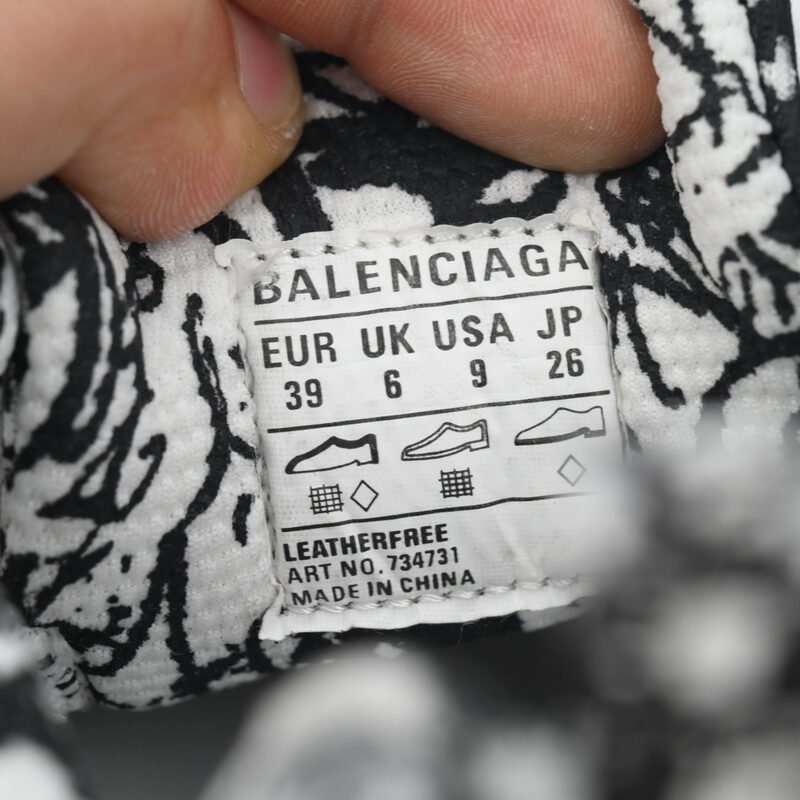 BALENCIAGA
EUR UK USA JP
39 6 9 26
LEATHERFREE
ART NO.734731
MADE IN CHINA